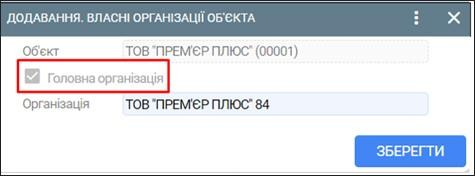 ДОДАВАННЯ. ВЛАСНІ ОРГАНІЗАЦІЇ ОБ'ЄКТА
Об'єкт ТОВ "ПРЕМ'ЄР ПЛЮС" (00001)
Головна організація
Організація ТОВ "ПРЕМ'ЄР ПЛЮС" 84
ЗБЕРЕГТИ